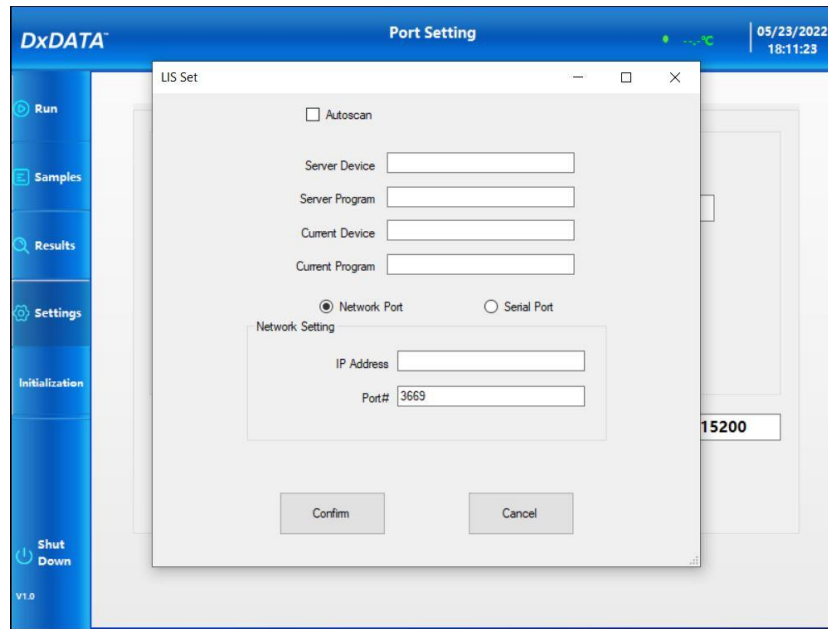 DxDATA™
Port Setting
--.-°C
05/23/2022
18:11:23
Run
Samples
Results
Settings
Initialization
Shut
Down
V1.0
LIS Set
Autoscan
Server Device
Server Program
Current Device
Current Program
Network Port
Serial Port
Network Setting
IP Address
Port# 3669
Confirm
Cancel
15200